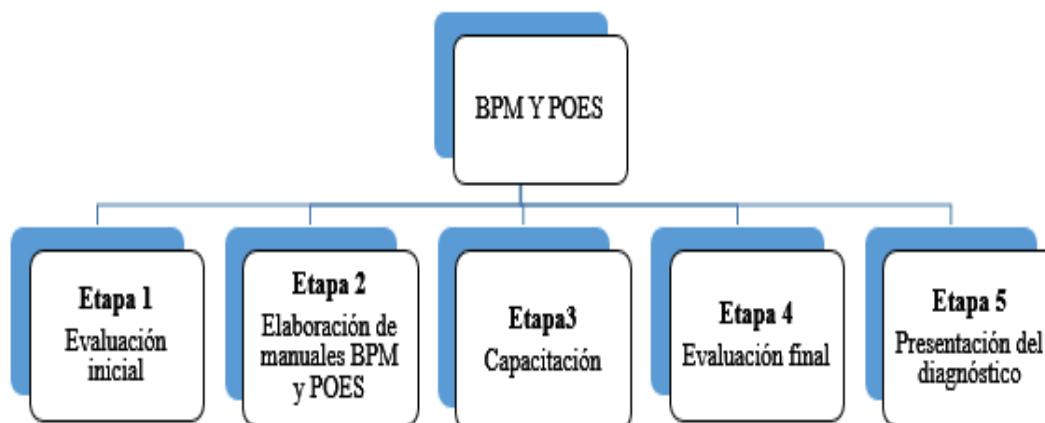 BPM Y POES
Etapa 1
Evaluación
inicial
Etapa 2
Elaboración de
manuales BPM
y POES
Etapa3
Capacitación
Etapa 4
Evaluación final
Etapa 5
Presentación del
diagnóstico